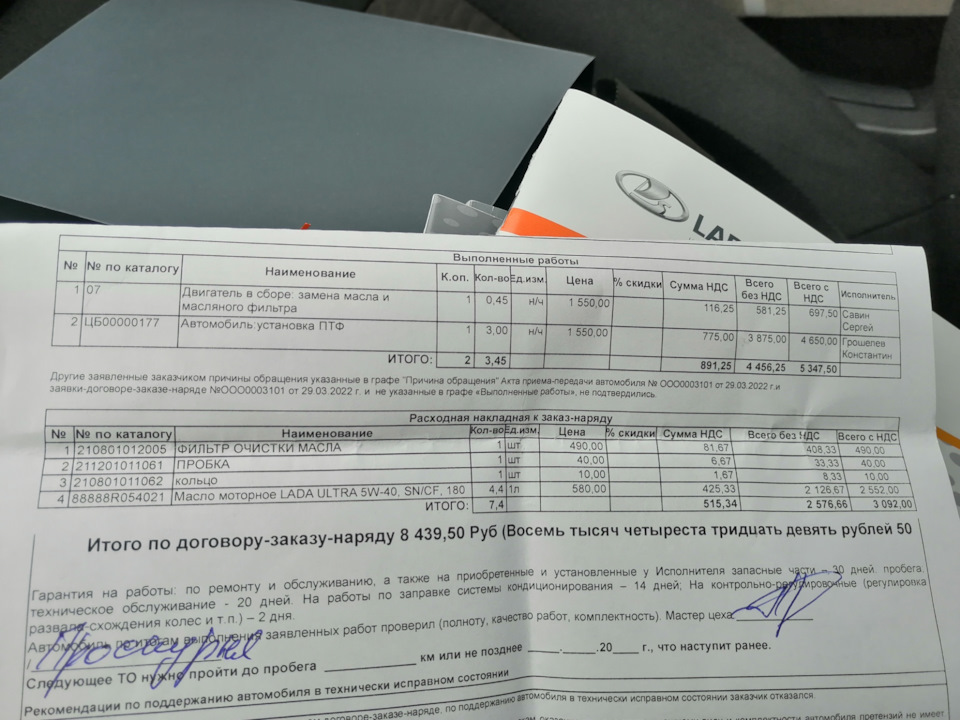 LAD
Выполненные работы
№ № по каталогу Наименование К.оп. Кол-во Ед.изм. Цена % скидки Сумма НДС Всего без НДС Всего с НДС Исполнитель
1 07 Двигатель в сборе: замена масла и масляного фильтра 1 0,45 н/ч 1 550,00 116,25 581,25 697,50 Савин Сергей
2 ЦБ00000177 Автомобиль:установка ПТФ 1 3,00 н/ч 1 550,00 775,00 3 875,00 4 650,00 Грошелев Константин
ИТОГО: 2 3,45 891,25 4 456,25 5 347,50
Другие заявленные заказчиком причины обращения указанные в графе "Причина обращения" Акта приема-передачи автомобиля № ООО0003101 от 29.03.2022 г.и
заявки-договоре-заказе-наряде №ООО0003101 от 29.03.2022 г. и не указанные в графе «Выполненные работы», не подтвердились.
Расходная накладная к заказ-наряду
№ № по каталогу Наименование Кол-во Ед.изм. Цена % скидки Сумма НДС Всего без НДС Всего с НДС
1 210801012005 ФИЛЬТР ОЧИСТКИ МАСЛА 1 шт 490,00 81,67 408,33 490,00
2 211201011061 ПРОБКА 1 шт 40,00 6,67 33,33 40,00
3 210801011062 кольцо 1 шт 10,00 1,67 8,33 10,00
4 88888R054021 Масло моторное LADA ULTRA 5W-40, SN/CF, 180 4,4 1л 580,00 425,33 2 126,67 2 552,00
ИТОГО: 7,4 515,34 2 576,66 3 092,00
Итого по договору-заказу-наряду 8 439,50 Руб (Восемь тысяч четыреста тридцать девять рублей 50
Гарантия на работы: по ремонту и обслуживанию, а также на приобретенные и установленные у Исполнителя запасные части – 30 дней. пробега.
техническое обслуживание - 20 дней. На работы по заправке системы кондиционирования – 14 дней; На контрольно-регулировочные (регулировка
развала-схождения колес и т.п.) – 2 дня.
Автомобиль по итогам выполнения заявленных работ проверил (полноту, качество работ, комплектность). Мастер цеха
Следующее ТО нужно пройти до пробега ____________ км или не позднее _____.______.20____ г., что наступит ранее.
Рекомендации по поддержанию автомобиля в технически исправном состоянии
договоре-заказе-наряде, по поддержанию автомобиля в технически исправном состоянии заказчик отказался.